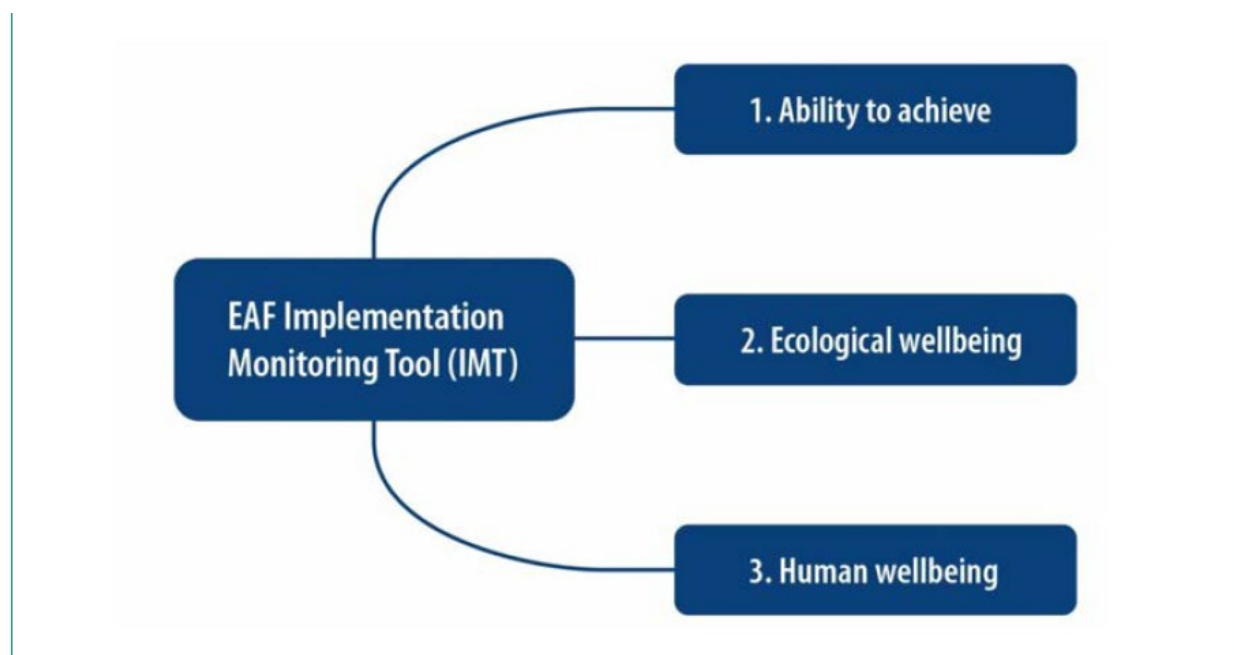 1. Ability to achieve
EAF Implementation
Monitoring Tool (IMT)
2. Ecological wellbeing
3. Human wellbeing